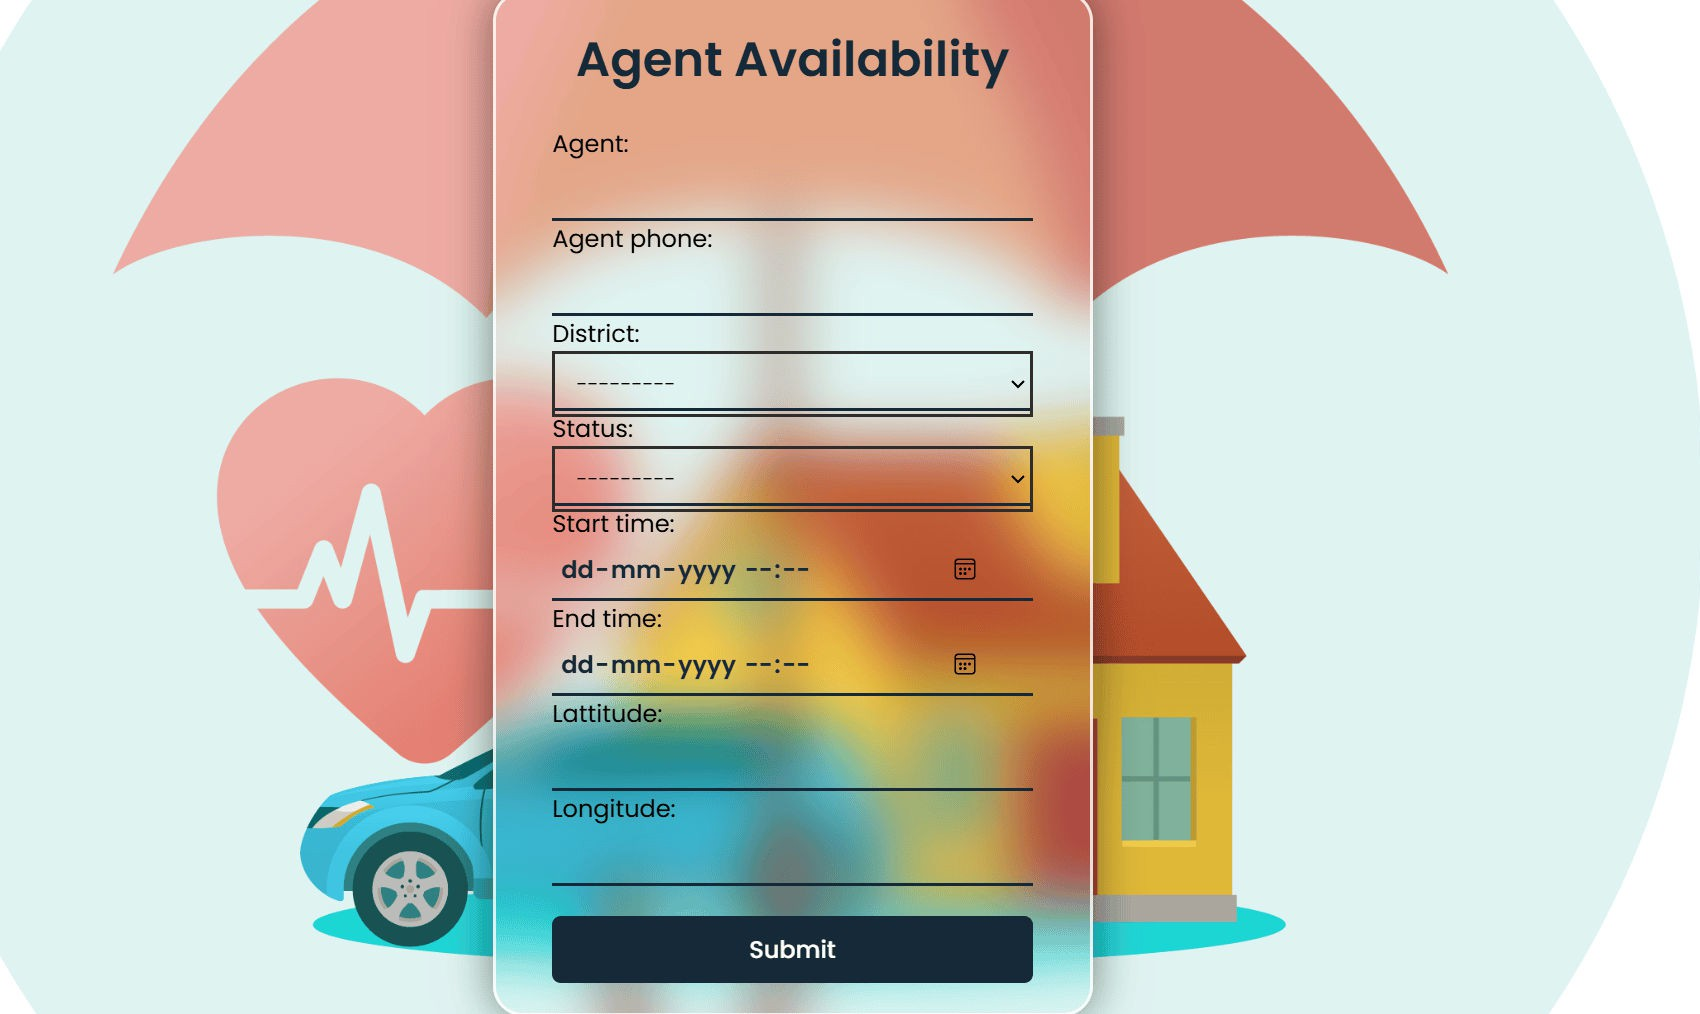 Agent Availability
Agent:
Agent phone:
District:
---------
Status:
---------
Start time:
dd-mm-yyyy --:--
End time:
dd-mm-yyyy --:--
Lattitude:
Longitude:
Submit